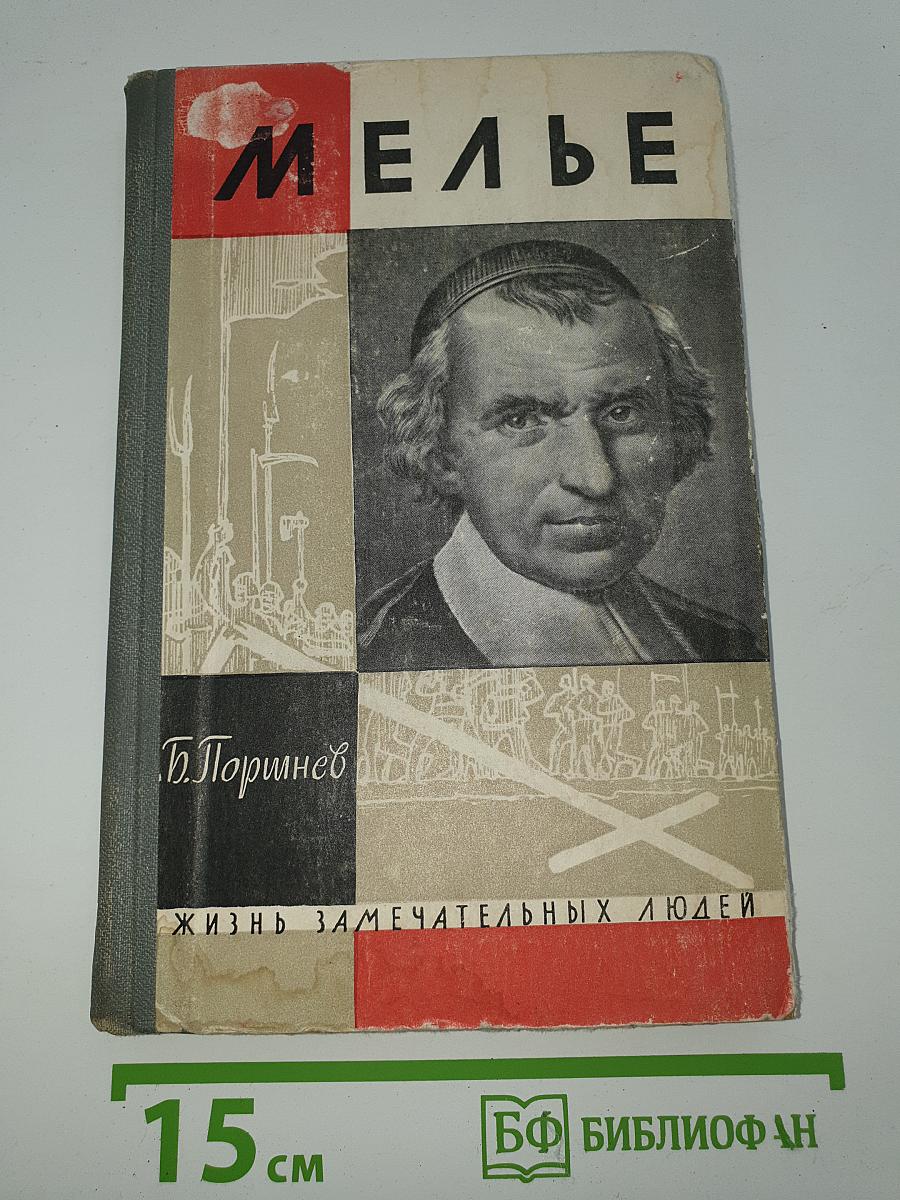 МЕЛЬЕ
Б. Поршнев
ЖИЗНЬ ЗАМЕЧАТЕЛЬНЫХ ЛЮДЕЙ
15 см
БФ БИБЛИОФАН